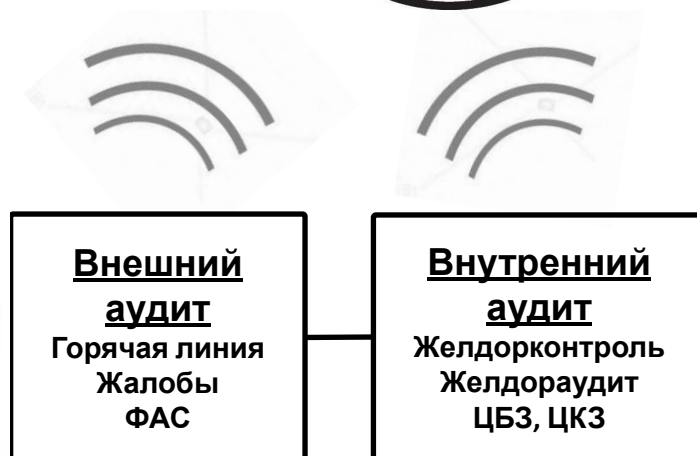 Внешний
аудит
Горячая линия
Жалобы
ФАС
Внутренний
аудит
Желдорконтроль
Желдораудит
ЦБЗ, ЦКЗ